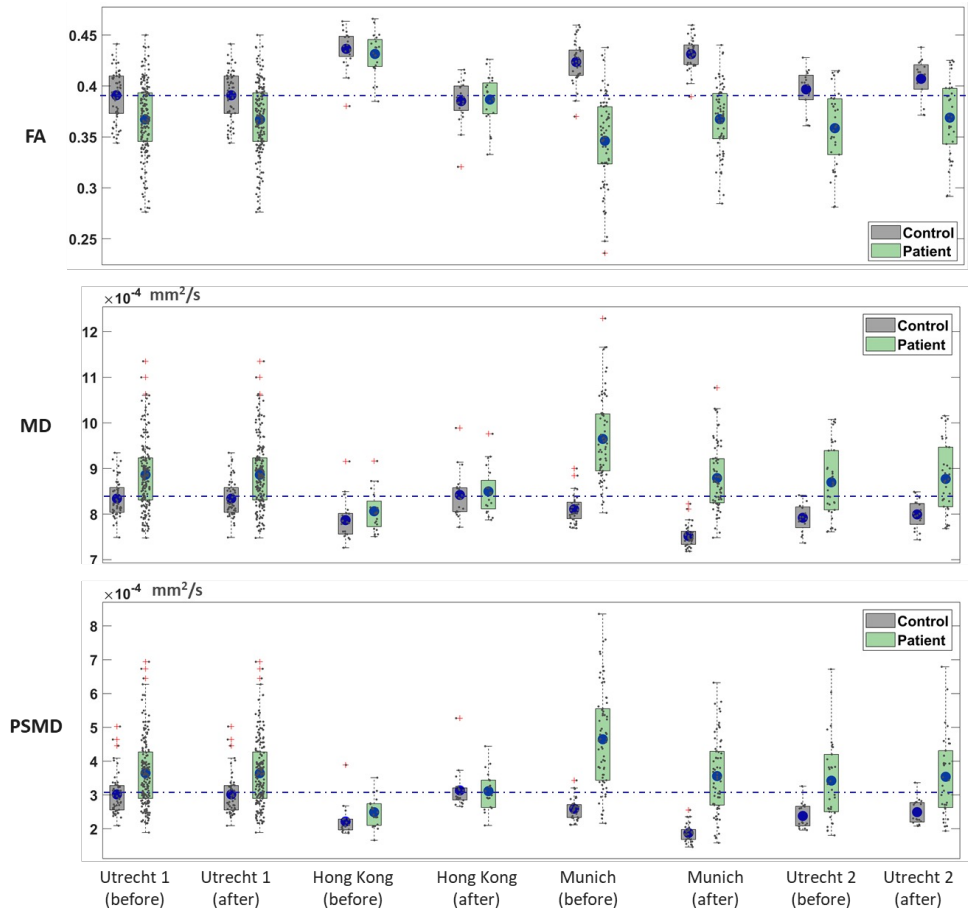 0.45
0.4
0.35
0.3
0.25
FA
Control
Patient
×10⁻⁴ mm²/s
12
11
10
9
8
7
MD
Control
Patient
×10⁻⁴ mm²/s
8
7
6
5
4
3
2
PSMD
Control
Patient
Utrecht 1 Utrecht 1 Hong Kong Hong Kong Munich Munich Utrecht 2 Utrecht 2
(before) (after) (before) (after) (before) (after) (before) (after)